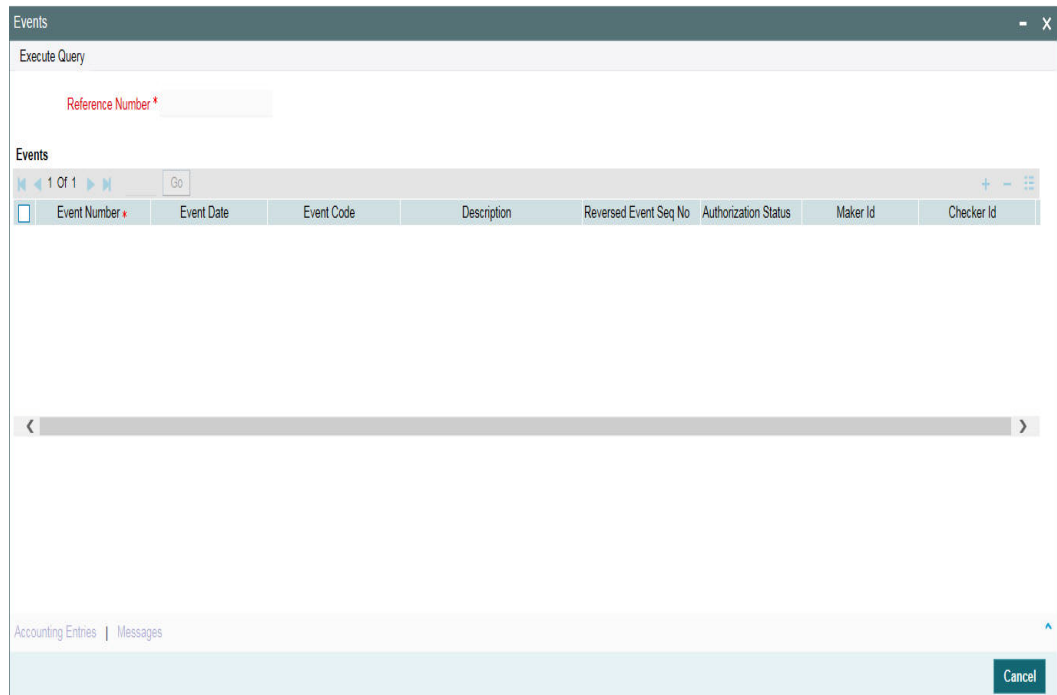 Events - X
Execute Query
Reference Number *
Events
1 Of 1 Go + -
Event Number * Event Date Event Code Description Reversed Event Seq No Authorization Status Maker Id Checker Id
Accounting Entries | Messages
Cancel